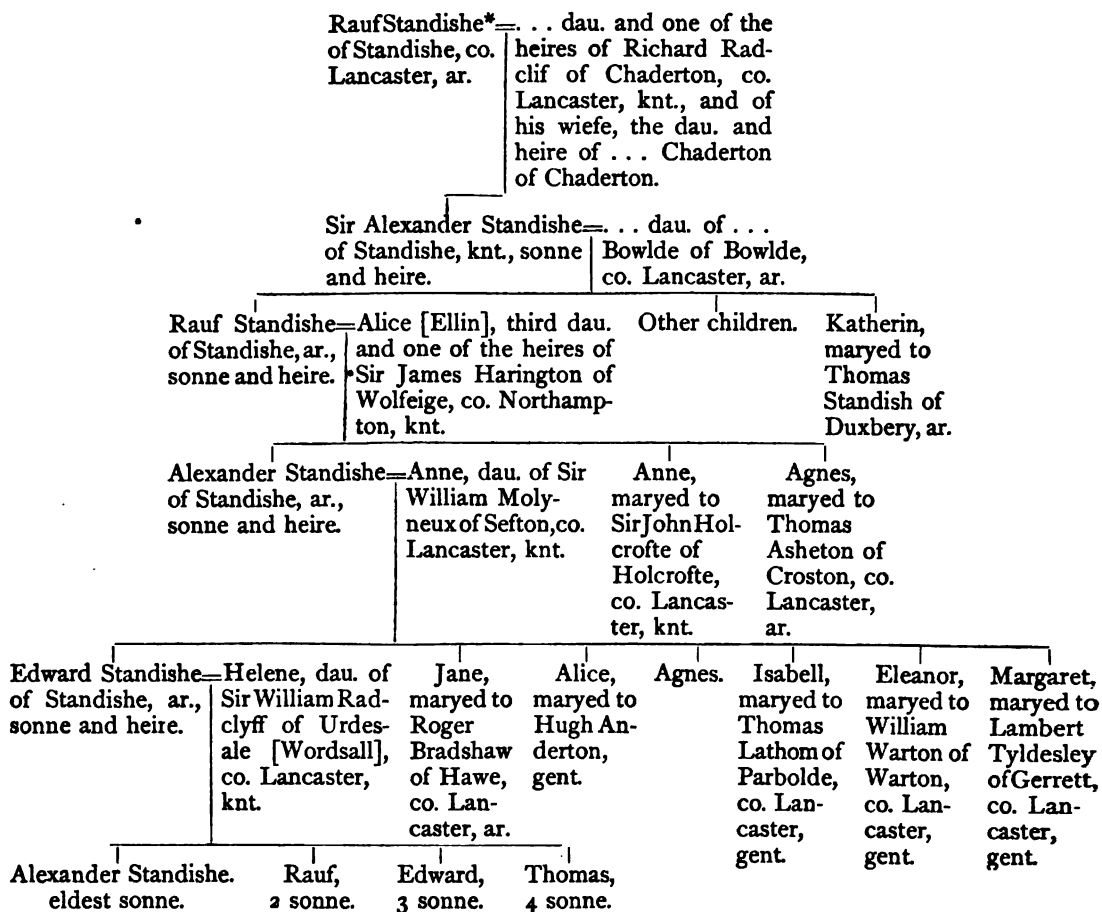 Rauf Standishe*=. . . dau. and one of the
of Standishe, co. heires of Richard Rad-
Lancaster, ar. clif of Chaderton, co.
Lancaster, knt., and of
his wiefe, the dau. and
heire of . . . Chaderton
of Chaderton.
Sir Alexander Standishe=. . . dau. of . . .
of Standishe, knt., sonne Bowlde of Bowlde,
and heire. co. Lancaster, ar.
Rauf Standishe=Alice [Ellin], third dau. Other children. Katherin,
of Standishe, ar., and one of the heires of maryed to
sonne and heire. Sir James Harington of Thomas
Wolfeige, co. Northamp- Standish of
ton, knt. Duxbery, ar.
Alexander Standishe=Anne, dau. of Sir Anne, Agnes,
of Standishe, ar., William Moly- maryed to maryed to
sonne and heire. neux of Sefton, co. Sir John Hol- Thomas
Lancaster, knt. crofte of Asheton of
Holcrofte, Croston, co.
co. Lancas- Lancaster,
ter, knt. ar.
Edward Standishe=Helene, dau. of Jane, Alice, Agnes. Isabell, Eleanor, Margaret,
of Standishe, ar., Sir William Rad- maryed to maryed to maryed to maryed to maryed to
sonne and heire. clyff of Urdes- Roger Hugh An- Thomas William Lambert
ale [Wordsall], Bradshaw derton, Lathom of Warton of Tyldesley
co. Lancaster, of Hawe, gent. Parbolde, Warton, of Gerrett,
knt. co. Lan- co. Lan- co. Lan- co. Lan-
caster, ar. caster, caster, caster,
gent. gent. gent.
Alexander Standishe. Rauf, Edward, Thomas,
eldest sonne. 2 sonne. 3 sonne. 4 sonne.